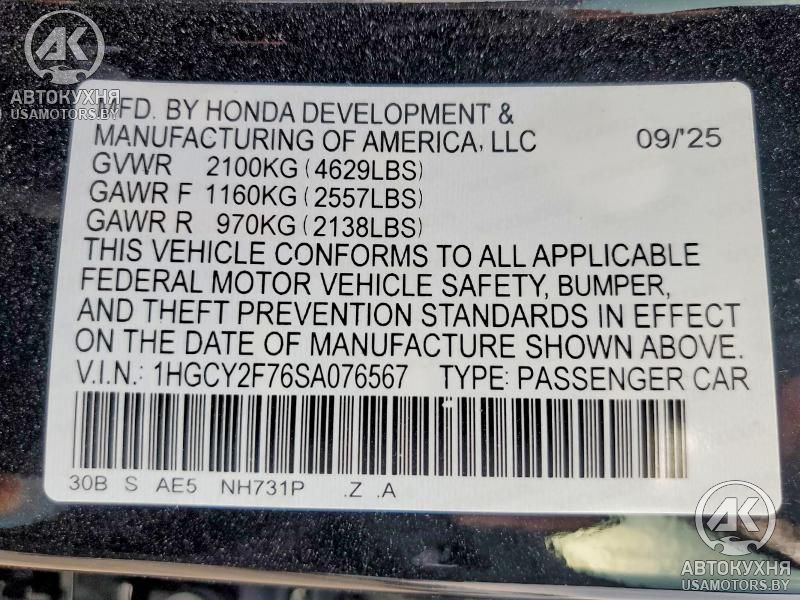 AK
АВТОКУХНЯ
USAMOTORS.BY
MFD. BY HONDA DEVELOPMENT &
MANUFACTURING OF AMERICA, LLC 09/'25
GVWR 2100KG (4629LBS)
GAWR F 1160KG (2557LBS)
GAWR R 970KG (2138LBS)
THIS VEHICLE CONFORMS TO ALL APPLICABLE
FEDERAL MOTOR VEHICLE SAFETY, BUMPER,
AND THEFT PREVENTION STANDARDS IN EFFECT
ON THE DATE OF MANUFACTURE SHOWN ABOVE.
V.I.N.: 1HGCY2F76SA076567 TYPE: PASSENGER CAR
30B S AE5 NH731P .Z .A
AK
АВТОКУХНЯ
USAMOTORS.BY